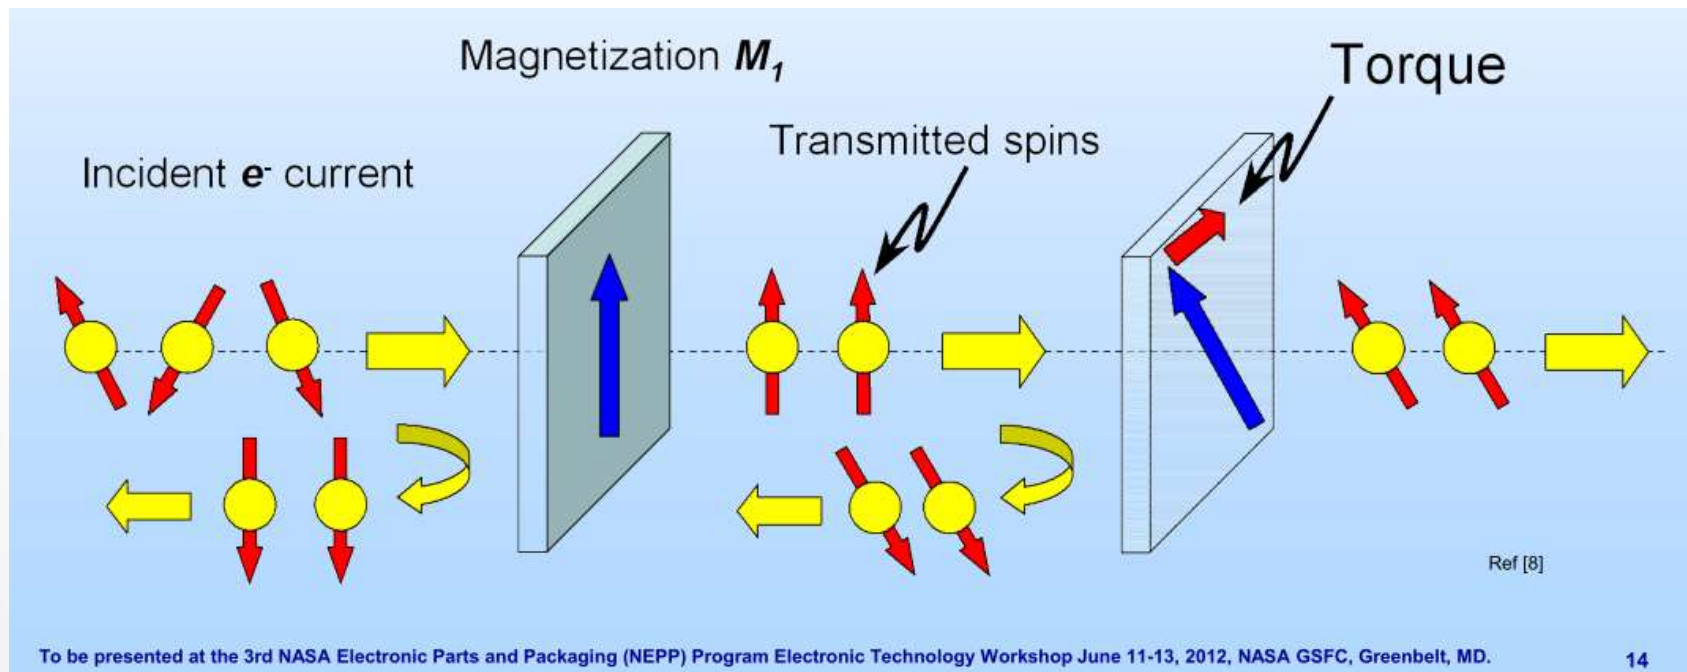 Magnetization M1
Torque
Transmitted spins
Incident e- current
Ref [8]
To be presented at the 3rd NASA Electronic Parts and Packaging (NEPP) Program Electronic Technology Workshop June 11-13, 2012, NASA GSFC, Greenbelt, MD.
14